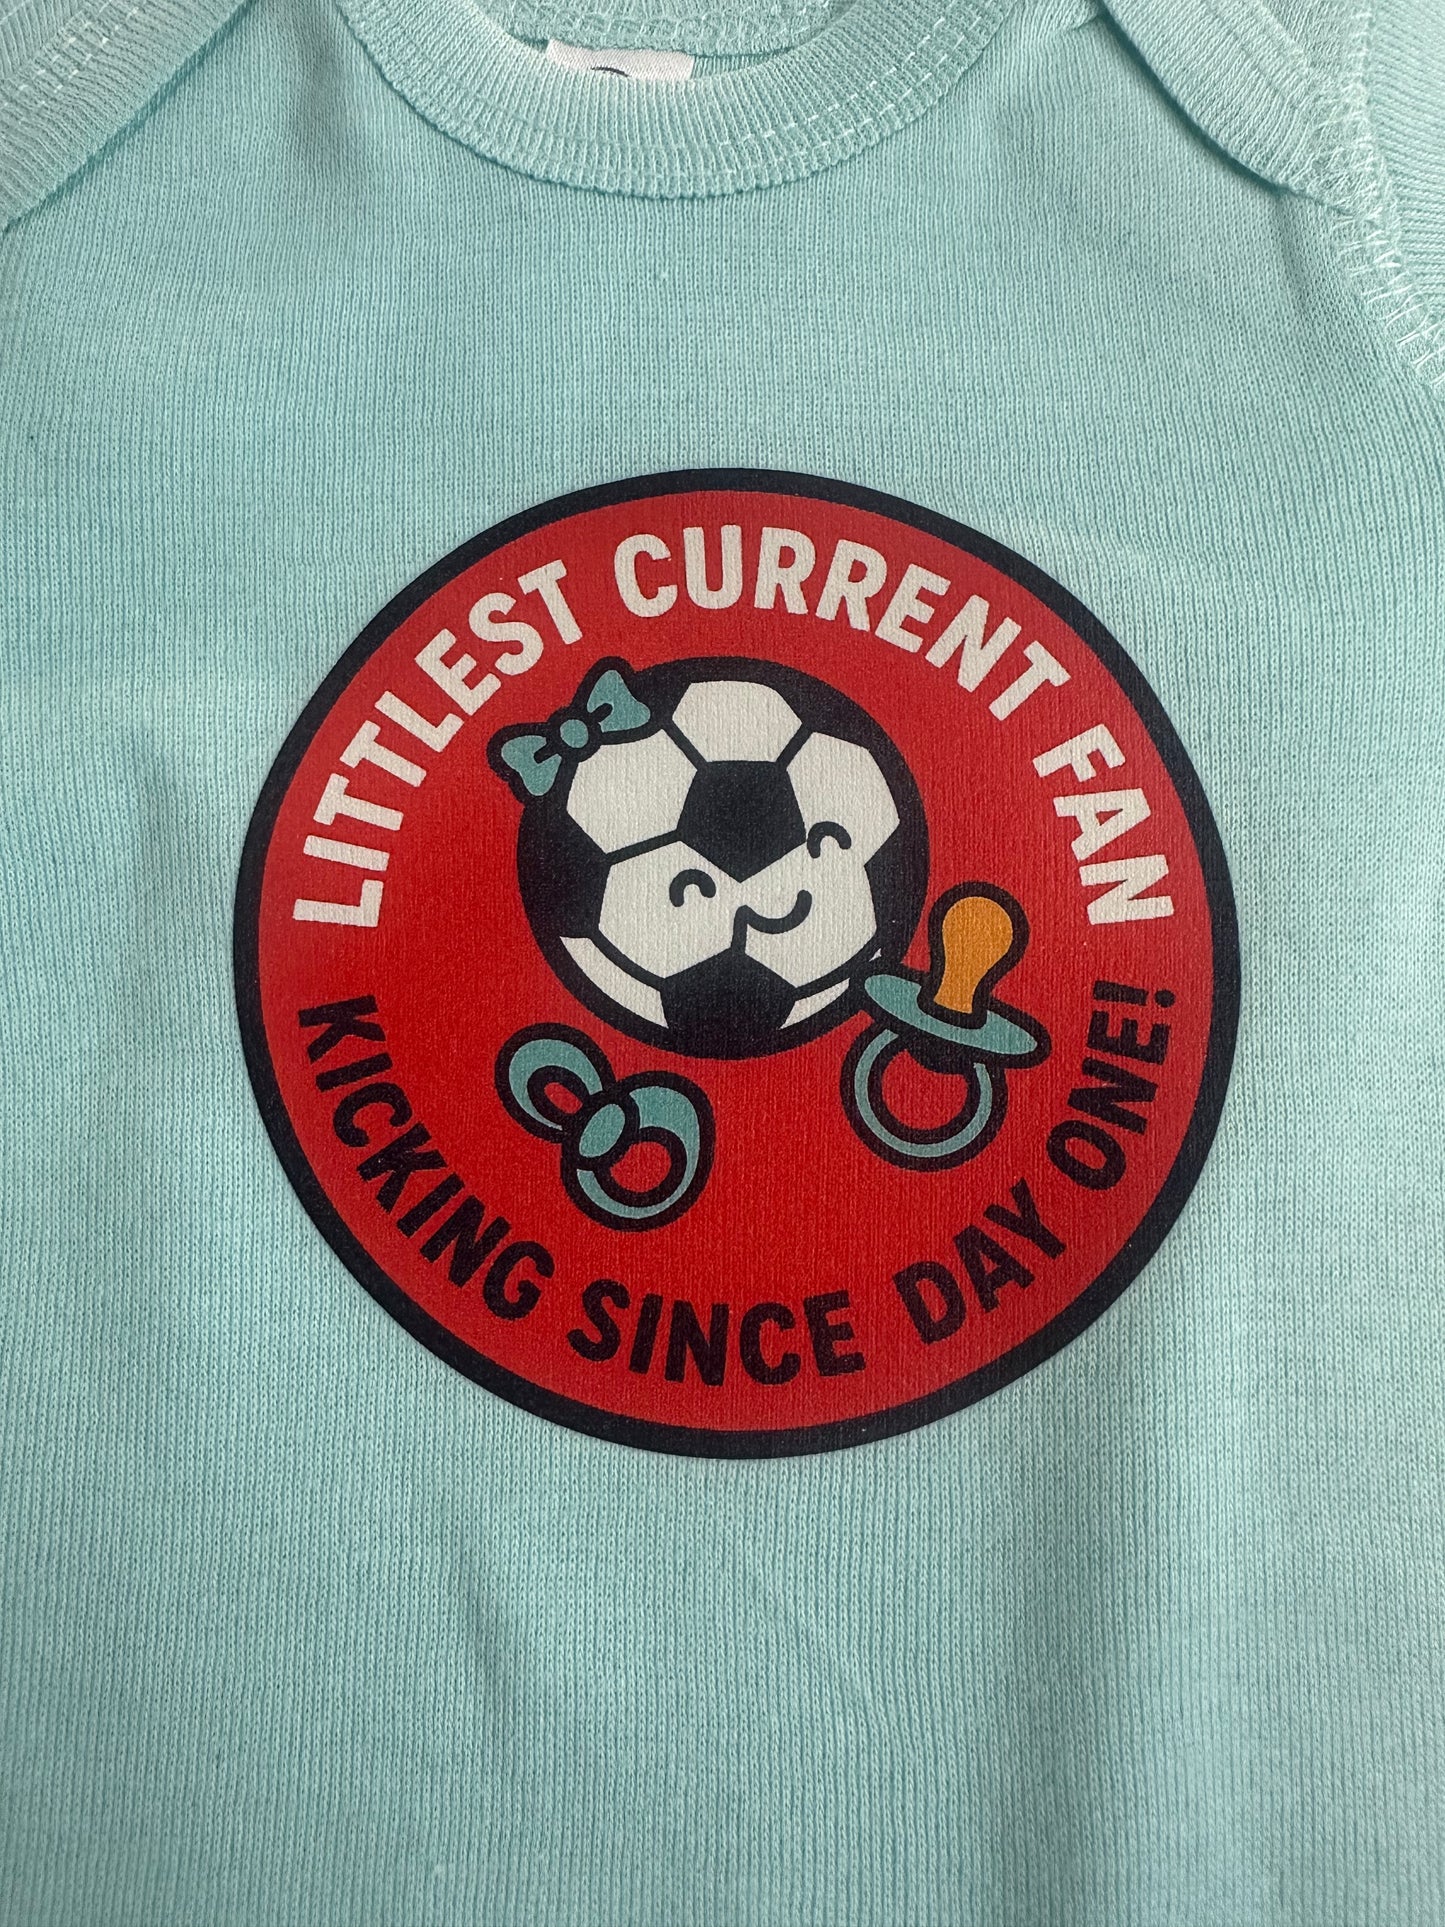 LITTLEST CURRENT FAN
KICKING SINCE DAY ONE!